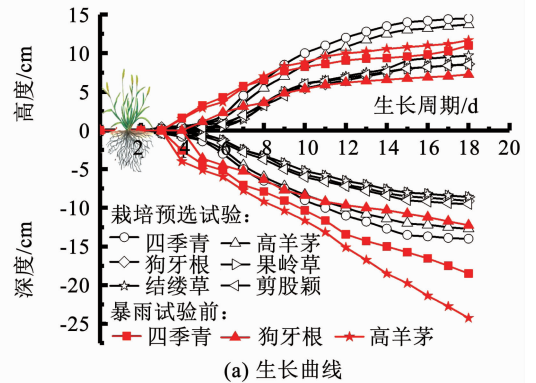 15
10
5
0
-5
-10
-15
-20
-25
高度/cm
深度/cm
生长周期/d
2 4 6 8 10 12 14 16 18 20
栽培预选试验：
四季青 高羊茅
狗牙根 果岭草
结缕草 剪股颖
暴雨试验前：
四季青 狗牙根 高羊茅
(a) 生长曲线